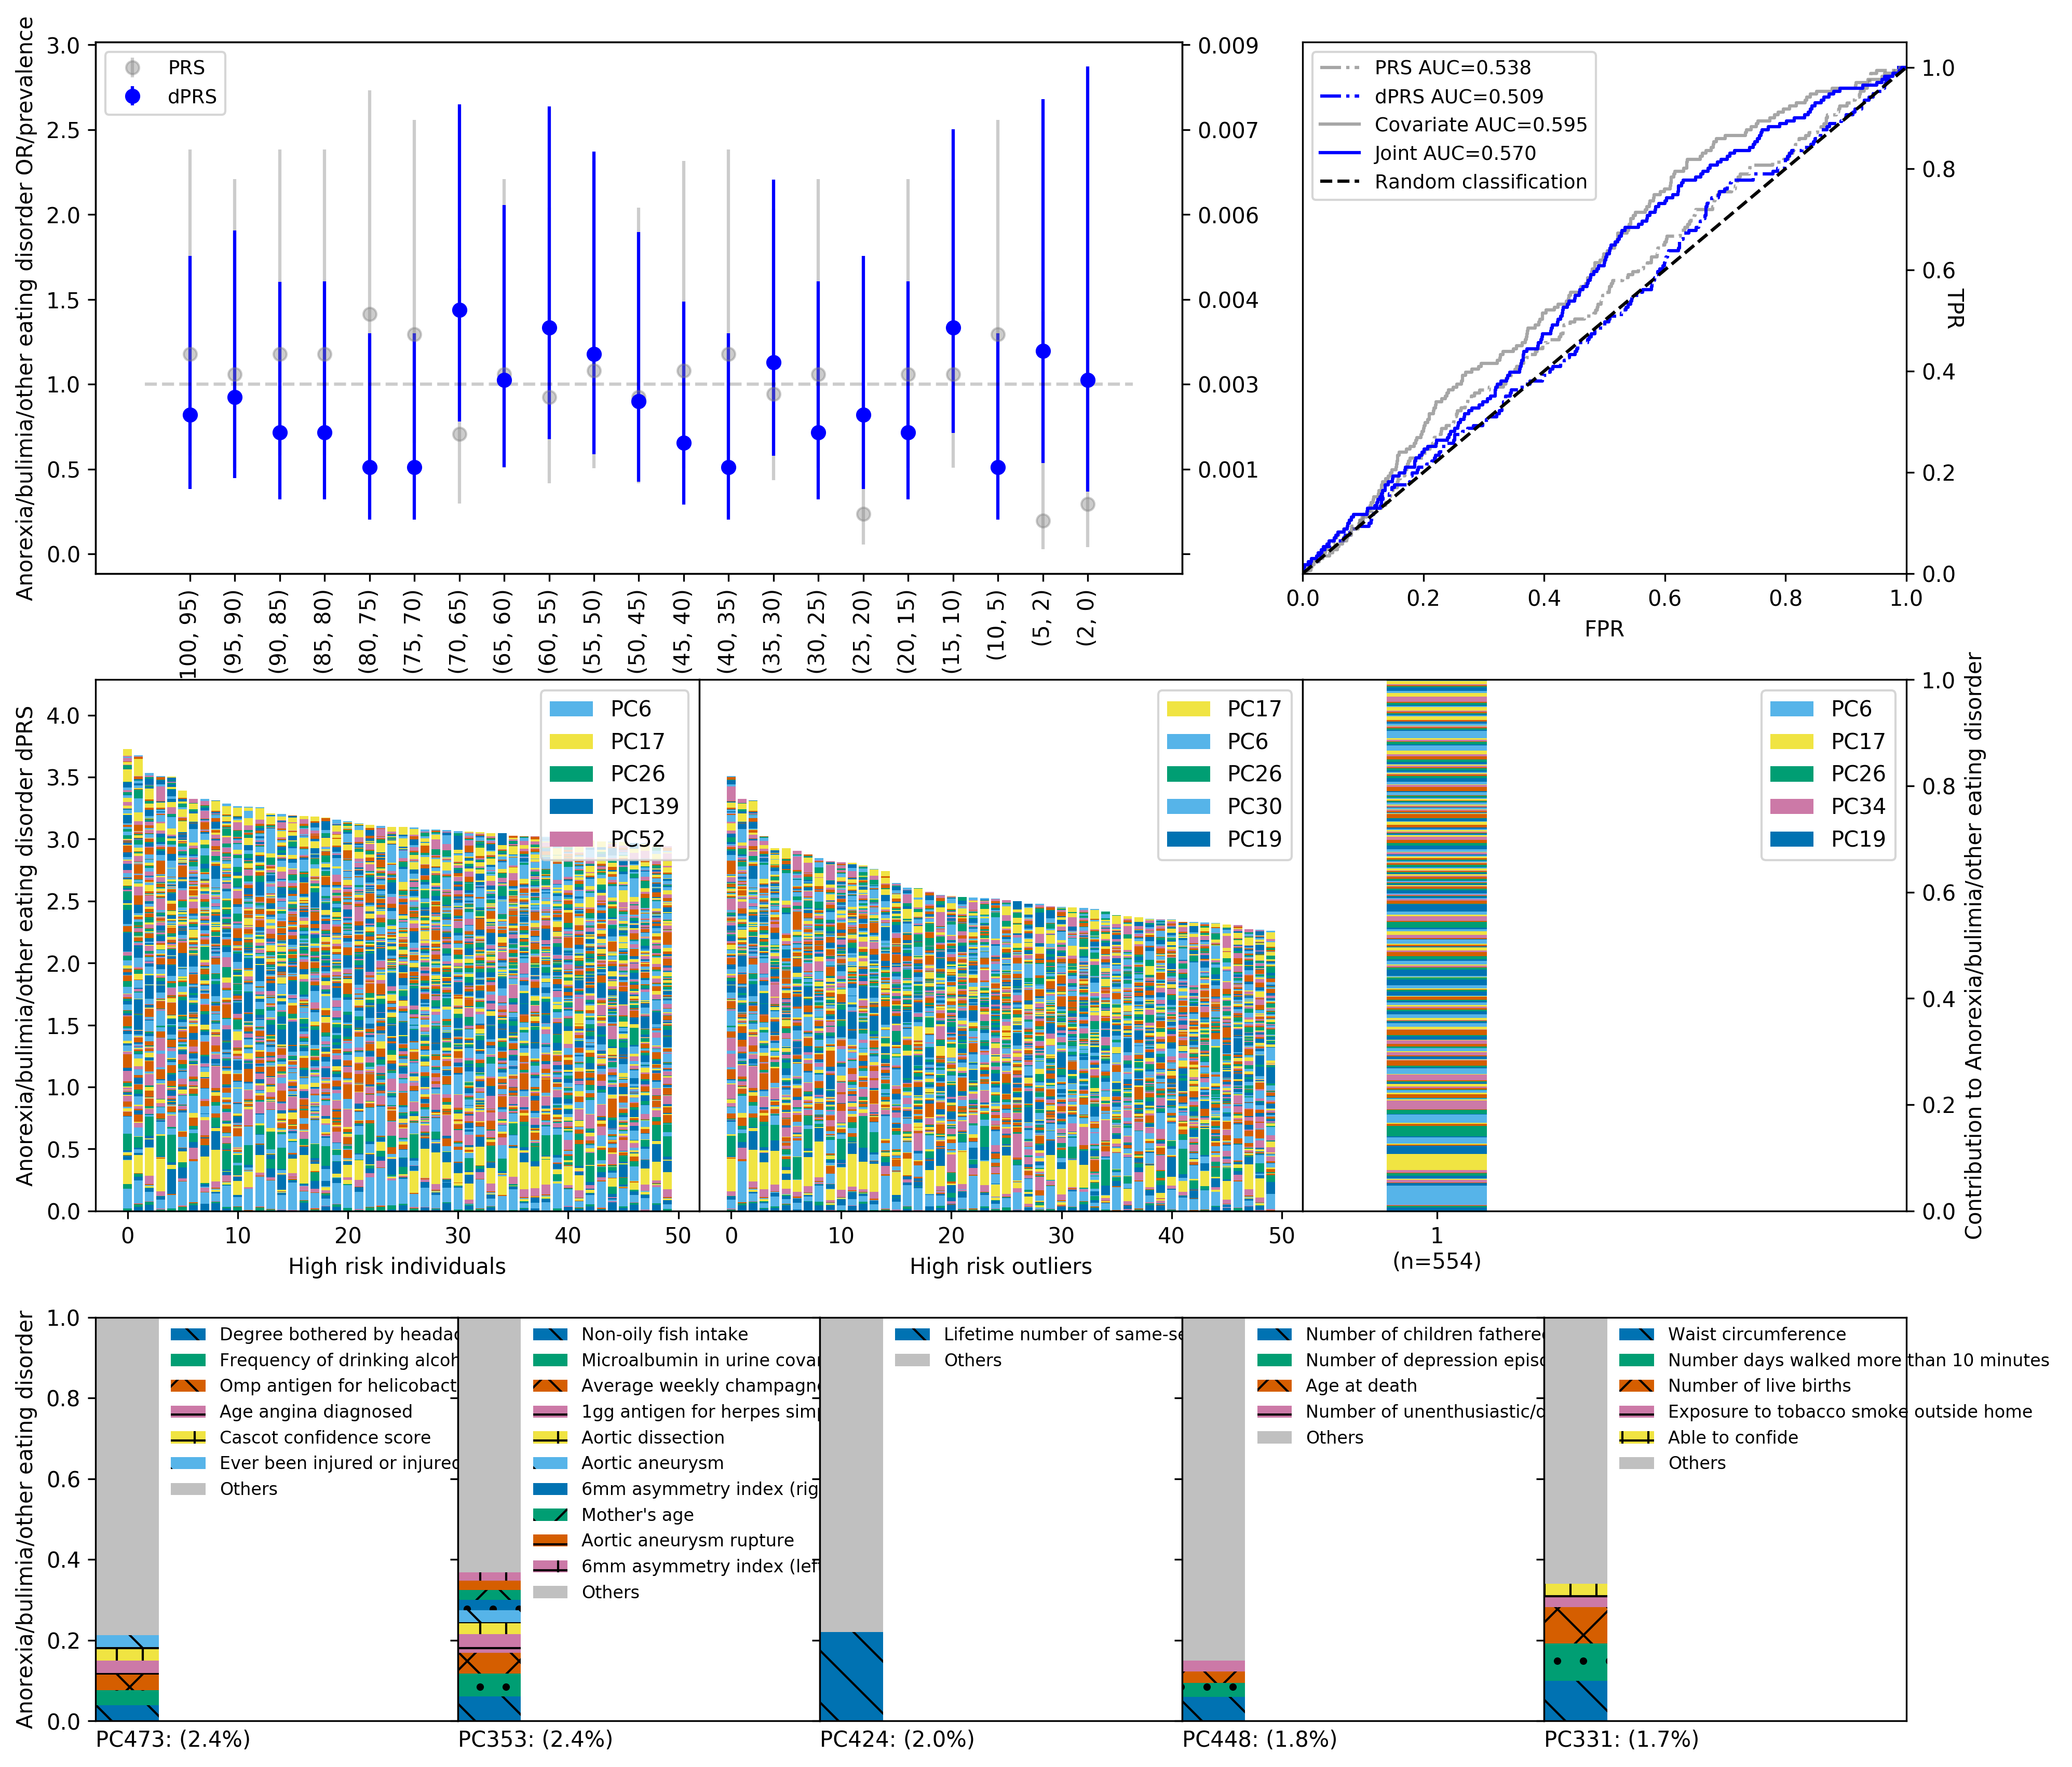 Anorexia/bulimia/other eating disorder OR/prevalence
3.0
2.5
2.0
1.5
1.0
0.5
0.0
PRS
dPRS
0.009
0.007
0.006
0.004
0.003
0.001
100, 95)
(95, 90)
(90, 85)
(85, 80)
(80, 75)
(75, 70)
(70, 65)
(65, 60)
(60, 55)
(55, 50)
(50, 45)
(45, 40)
(40, 35)
(35, 30)
(30, 25)
(25, 20)
(20, 15)
(15, 10)
(10, 5)
(5, 2)
(2, 0)
PRS AUC=0.538
dPRS AUC=0.509
Covariate AUC=0.595
Joint AUC=0.570
Random classification
1.0
0.8
0.6
0.4
0.2
0.0
TPR
0.0 0.2 0.4 0.6 0.8 1.0
FPR
Anorexia/bulimia/other eating disorder dPRS
4.0
3.5
3.0
2.5
2.0
1.5
1.0
0.5
0.0
PC6
PC17
PC26
PC139
PC52
0 10 20 30 40 50
High risk individuals
PC17
PC6
PC26
PC30
PC19
0 10 20 30 40 50
High risk outliers
PC6
PC17
PC26
PC34
PC19
1
(n=554)
1.0
0.8
0.6
0.4
0.2
0.0
Contribution to Anorexia/bulimia/other eating disorder
Anorexia/bulimia/other eating disorder
1.0
0.8
0.6
0.4
0.2
0.0
Degree bothered by headac
Frequency of drinking alcoh
Omp antigen for helicobact
Age angina diagnosed
Cascot confidence score
Ever been injured or injured
Others
PC473: (2.4%)
Non-oily fish intake
Microalbumin in urine covar
Average weekly champagne
1gg antigen for herpes simp
Aortic dissection
Aortic aneurysm
6mm asymmetry index (rig
Mother's age
Aortic aneurysm rupture
6mm asymmetry index (left
Others
PC353: (2.4%)
Lifetime number of same-se
Others
PC424: (2.0%)
Number of children fathered
Number of depression episo
Age at death
Number of unenthusiastic/d
Others
PC448: (1.8%)
Waist circumference
Number days walked more than 10 minutes
Number of live births
Exposure to tobacco smoke outside home
Able to confide
Others
PC331: (1.7%)